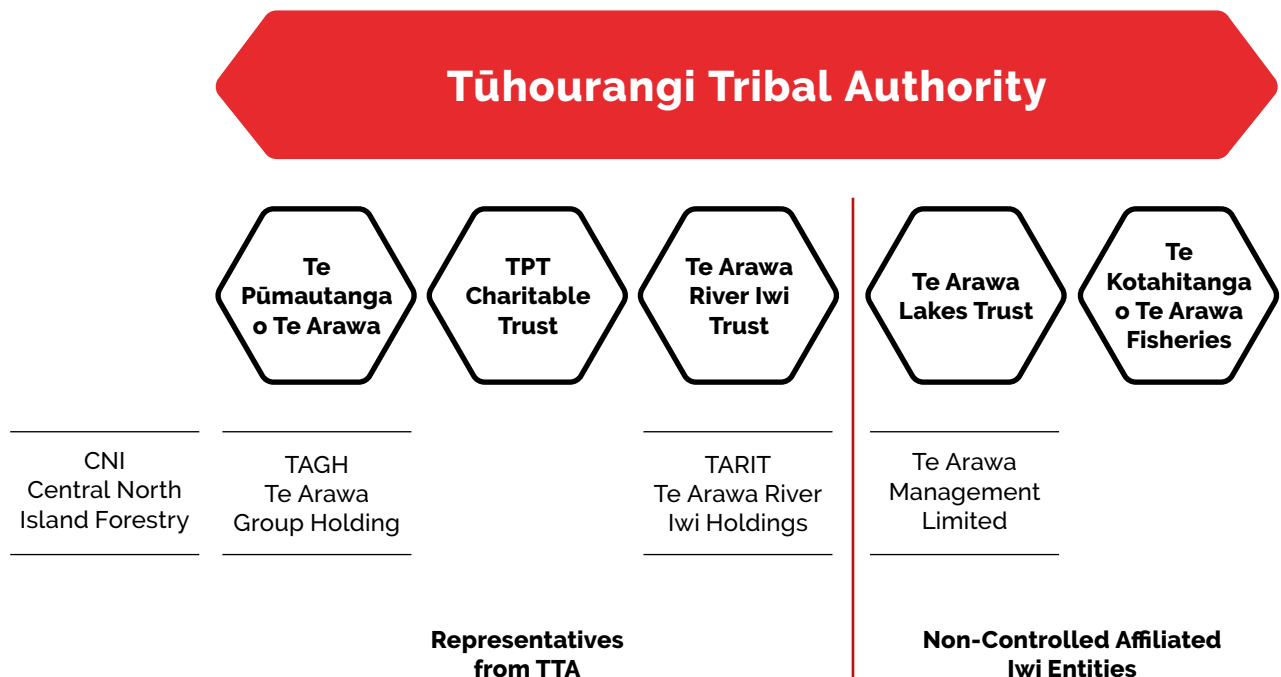 Tūhourangi Tribal Authority
Te
Pūmautanga
o Te Arawa
TPT
Charitable
Trust
Te Arawa
River Iwi
Trust
Te Arawa
Lakes Trust
Te
Kotahitanga
o Te Arawa
Fisheries
CNI
Central North
Island Forestry
TAGH
Te Arawa
Group Holding
TARIT
Te Arawa River
Iwi Holdings
Te Arawa
Management
Limited
Representatives
from TTA
Non-Controlled Affiliated
Iwi Entities